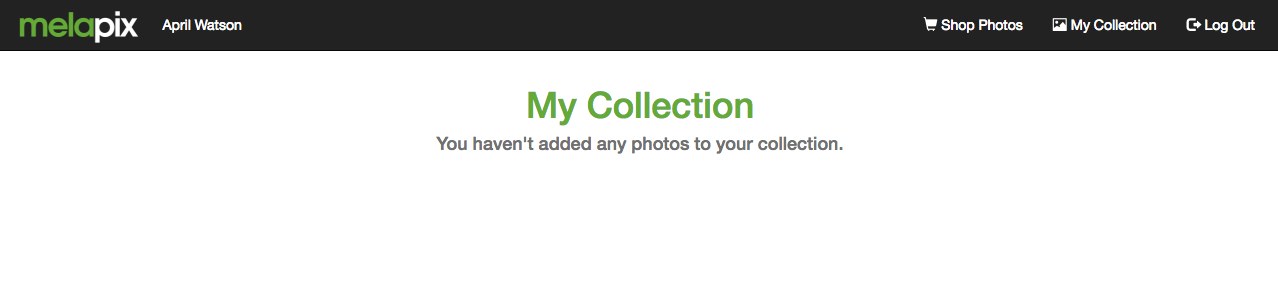 melapix April Watson Shop Photos My Collection Log Out
My Collection
You haven't added any photos to your collection.